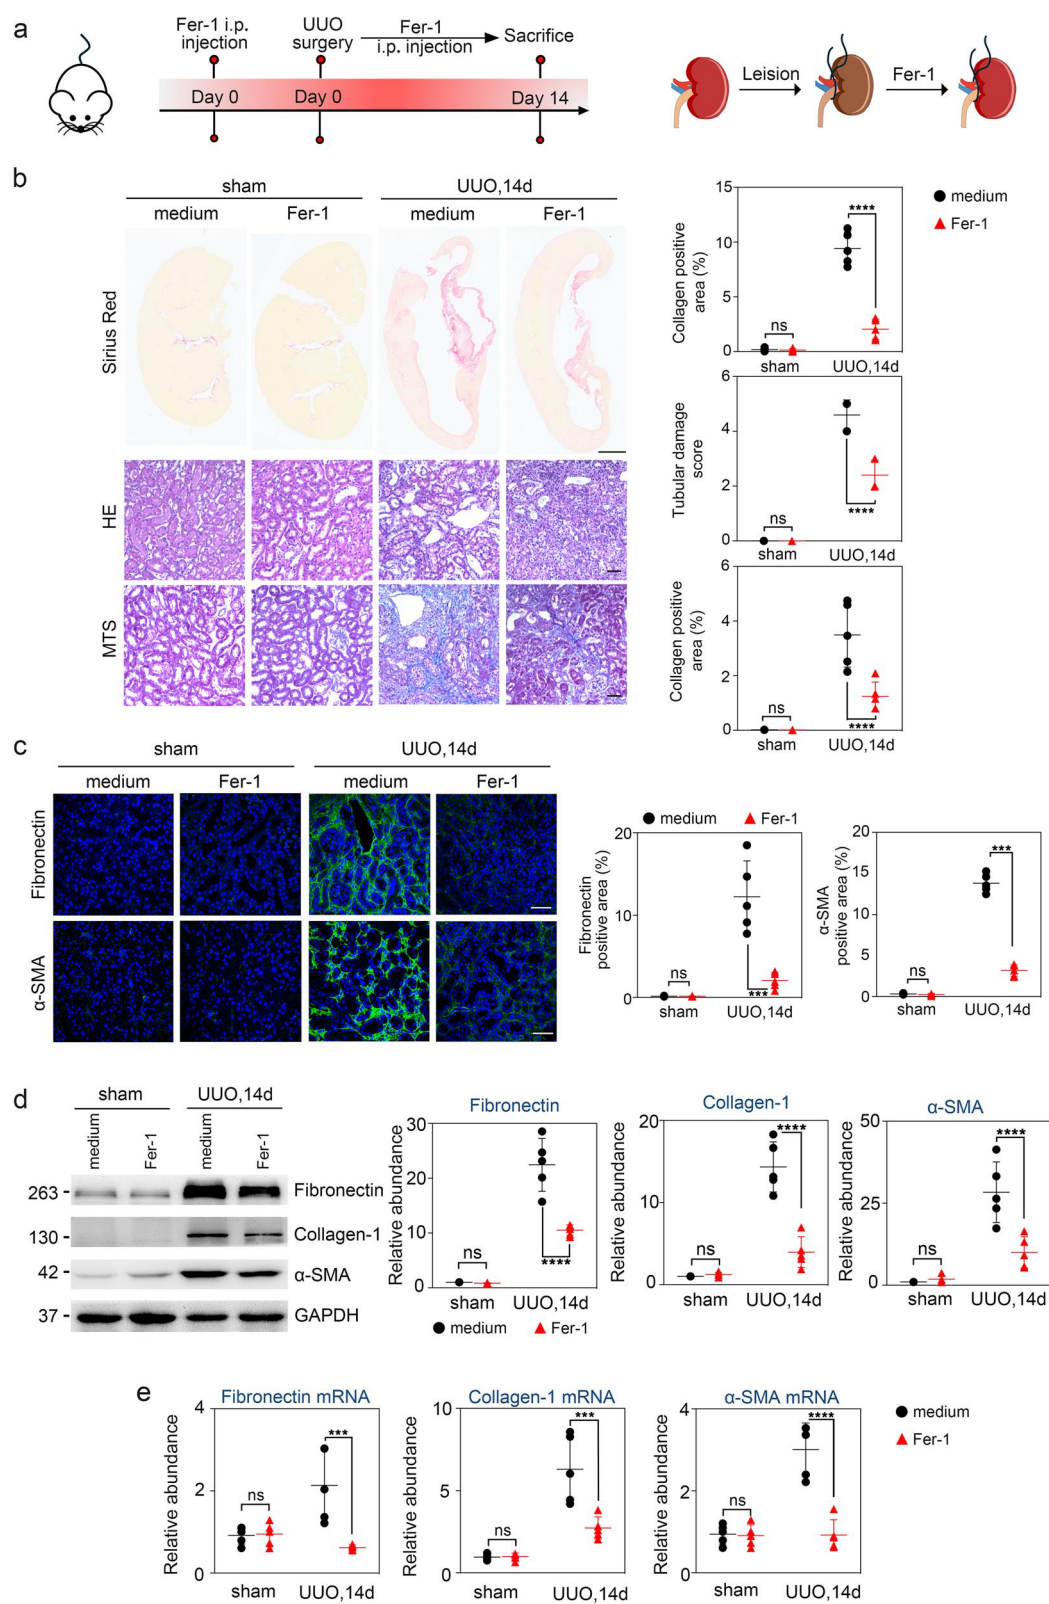 a
Fer-1 i.p.
injection
UUO
surgery
Fer-1
i.p. injection
Sacrifice
Day 0
Day 0
Day 14
Leision
Fer-1
b
sham
UUO,14d
medium
Fer-1
medium
Fer-1
Sirius Red
HE
MTS
Collagen positive
area (%)
15
10
5
0
ns
****
sham
UUO,14d
medium
Fer-1
Tubular damage
score
6
4
2
0
ns
****
sham
UUO,14d
Collagen positive
area (%)
6
4
2
0
ns
****
sham
UUO,14d
c
sham
UUO,14d
medium
Fer-1
medium
Fer-1
Fibronectin
α-SMA
medium
Fer-1
Fibronectin
positive area (%)
20
10
0
ns
***
sham
UUO,14d
α-SMA
positive area (%)
20
15
10
5
0
ns
***
sham
UUO,14d
d
sham
UUO,14d
medium
Fer-1
medium
Fer-1
263
Fibronectin
130
Collagen-1
42
α-SMA
37
GAPDH
Fibronectin
Relative abundance
30
20
10
0
ns
****
sham
UUO,14d
medium
Fer-1
Collagen-1
Relative abundance
20
10
0
ns
****
sham
UUO,14d
α-SMA
Relative abundance
50
25
0
ns
****
sham
UUO,14d
e
Fibronectin mRNA
Relative abundance
4
2
0
ns
***
sham
UUO,14d
Collagen-1 mRNA
Relative abundance
10
5
0
ns
***
sham
UUO,14d
α-SMA mRNA
Relative abundance
4
2
0
ns
****
sham
UUO,14d
medium
Fer-1